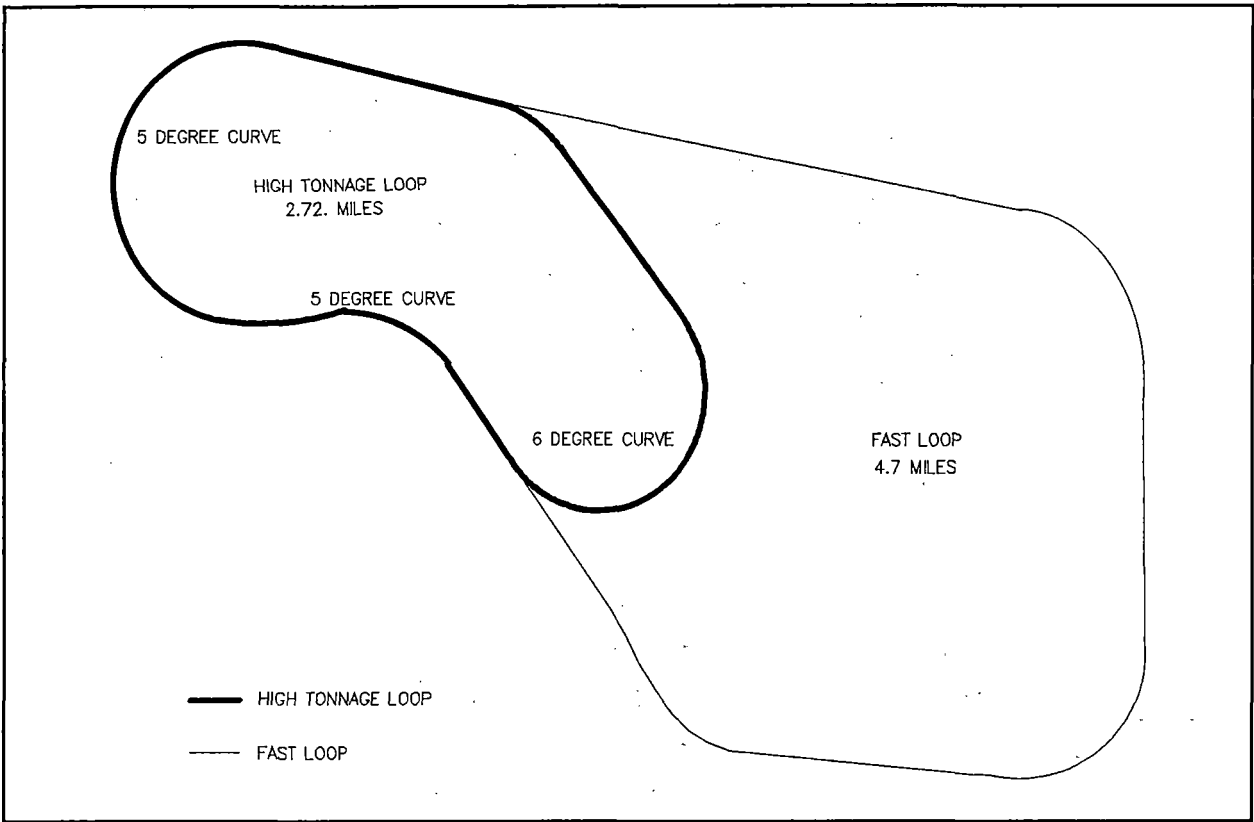 5 DEGREE CURVE
HIGH TONNAGE LOOP
2.72. MILES
5 DEGREE CURVE
6 DEGREE CURVE
FAST LOOP
4.7 MILES
HIGH TONNAGE LOOP
FAST LOOP